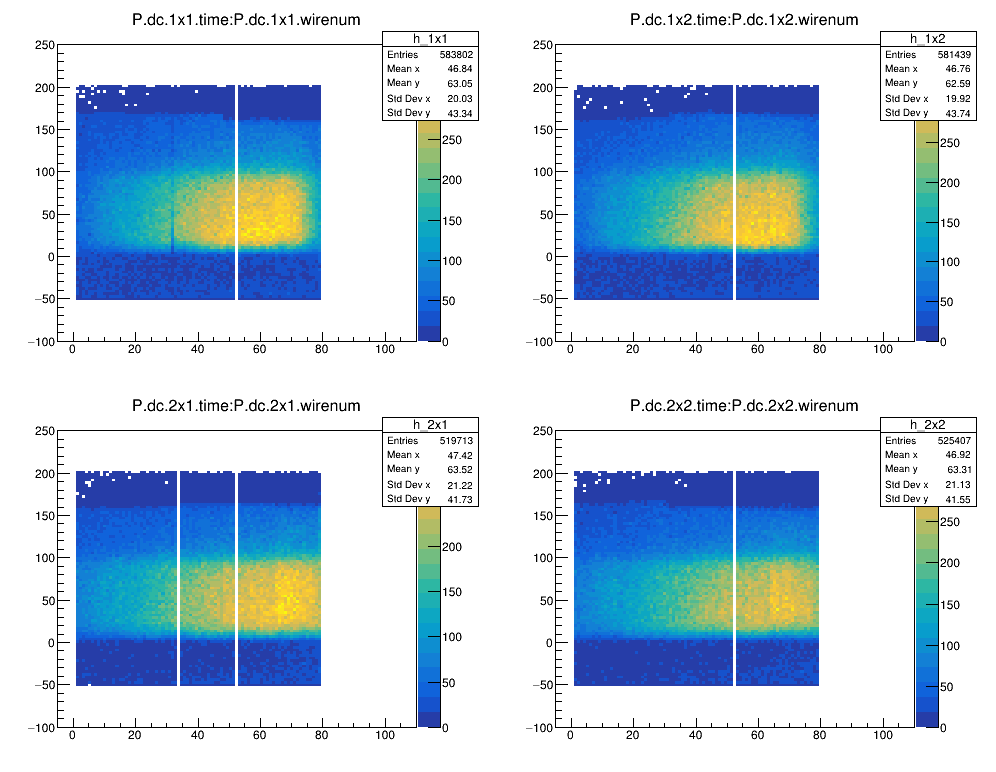 P.dc.1x1.time:P.dc.1x1.wirenum
h_1x1
Entries 583802
Mean x 46.84
Mean y 63.05
Std Dev x 20.03
Std Dev y 43.34
250
200
150
100
50
0
−50
−100
0 20 40 60 80 100
250
200
150
100
50
0
P.dc.1x2.time:P.dc.1x2.wirenum
h_1x2
Entries 581439
Mean x 46.76
Mean y 62.59
Std Dev x 19.92
Std Dev y 43.74
250
200
150
100
50
0
−50
−100
0 20 40 60 80 100
250
200
150
100
50
0
P.dc.2x1.time:P.dc.2x1.wirenum
h_2x1
Entries 519713
Mean x 47.42
Mean y 63.52
Std Dev x 21.22
Std Dev y 41.73
250
200
150
100
50
0
−50
−100
0 20 40 60 80 100
200
150
100
50
0
P.dc.2x2.time:P.dc.2x2.wirenum
h_2x2
Entries 525407
Mean x 46.92
Mean y 63.31
Std Dev x 21.13
Std Dev y 41.55
250
200
150
100
50
0
−50
−100
0 20 40 60 80 100
250
200
150
100
50
0